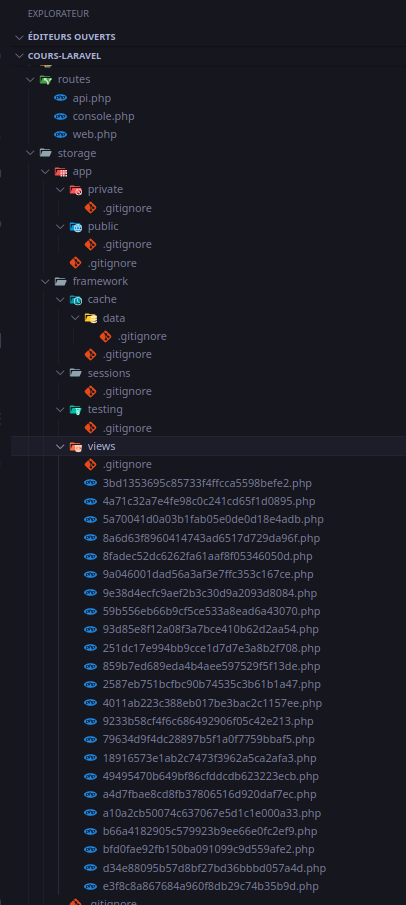 EXPLORATEUR
ÉDITEURS OUVERTS
COURS-LARAVEL
routes
api.php
console.php
web.php
storage
app
private
.gitignore
public
.gitignore
.gitignore
framework
cache
data
.gitignore
.gitignore
sessions
.gitignore
testing
.gitignore
views
.gitignore
3bd1353695c85733f4ffcca5598befe2.php
4a71c32a7e4fe98c0c241cd65f1d0895.php
5a70041d0a03b1fab05e0de0d18e4adb.php
8a6d63f8960414743ad6517d729da96f.php
8fadec52dc6262fa61aaf8f05346050d.php
9a046001dad56a3af3e7ffc353c167ce.php
9e38d4ecfc9aef2b3c30d9a2093d8084.php
59b556eb66b9cf5ce533a8ead6a43070.php
93d85e8f12a08f3a7bce410b62d2aa54.php
251dc17e994bb9cce1d7d7e3a8b2f708.php
859b7ed689eda4b4aee597529f5f13de.php
2587eb751bcfbc90b74535c3b61b1a47.php
4011ab223c388eb017be3bac2c1157ee.php
9233b58cf4f6c686492906f05c42e213.php
79634d9f4dc28897b5f1a0f7759bbaf5.php
18916573e1ab2c7473f3962a5ca2afa3.php
49495470b649bf86cfddcdb623223ecb.php
a4d7fbae8cd8fb37806516d920daf7ec.php
a10a2cb50074c637067e5d1c1e000a33.php
b66a4182905c579923b9ee66e0fc2ef9.php
bfd0fae92fb150ba091099c9d559afe2.php
d34e88095b57d8bf27bd36bbbd057a4d.php
e3f8c8a867684a960f8db29c74b35b9d.php
.gitignore